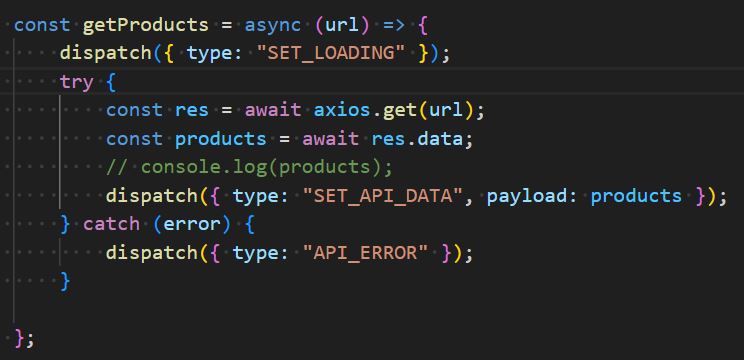 const getProducts = async (url) => {
    dispatch({ type: "SET_LOADING" });
    try {
        const res = await axios.get(url);
        const products = await res.data;
        // console.log(products);
        dispatch({ type: "SET_API_DATA", payload: products });
    } catch (error) {
        dispatch({ type: "API_ERROR" });
    }

};